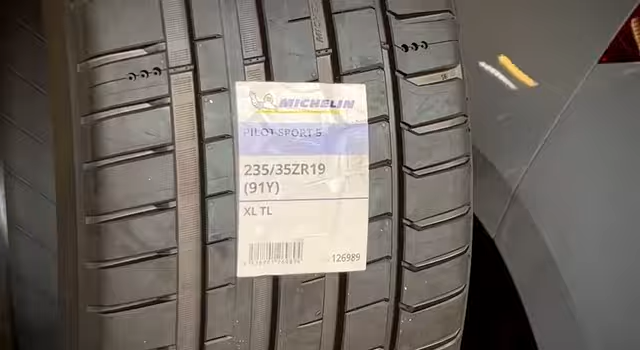 MICHELIN
PILOT SPORT 5
235/35ZR19
(91Y)
XL TL
126989